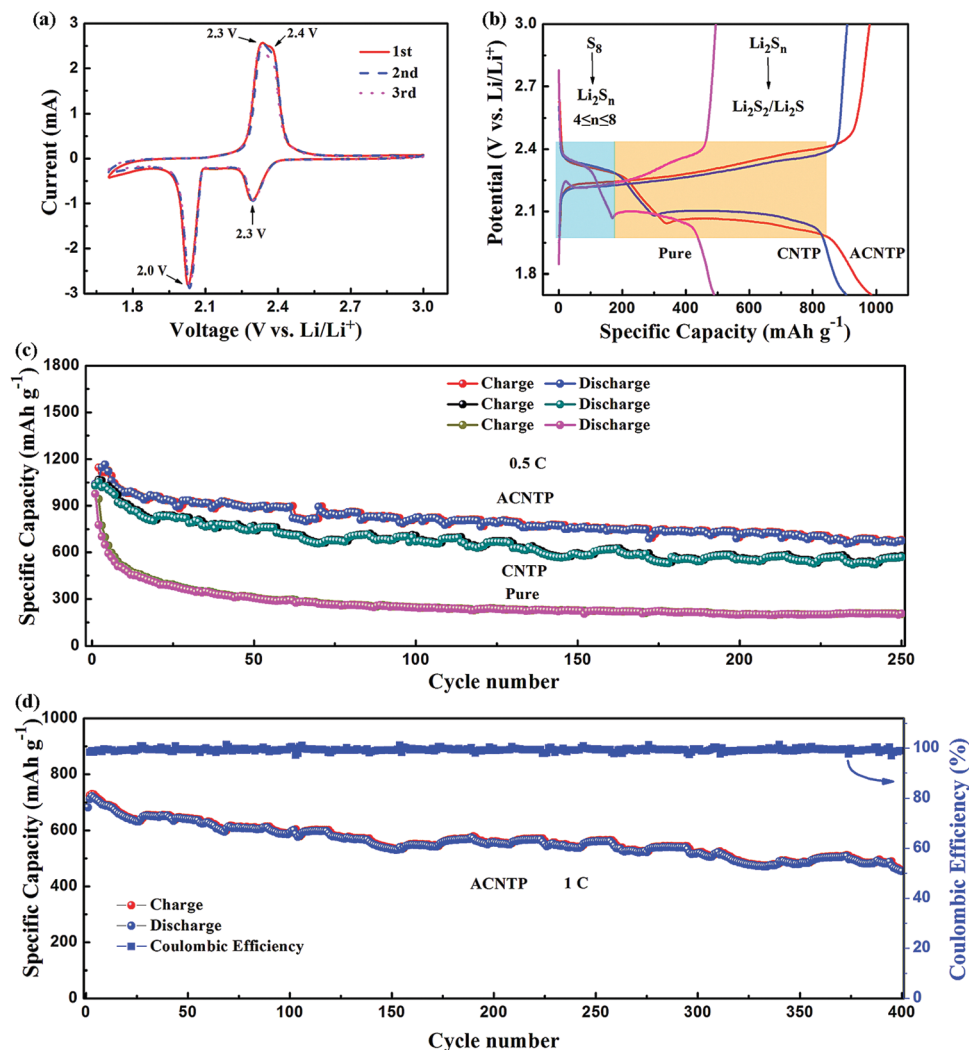 (a)
2.3 V
2.4 V
1st
2nd
3rd
2.3 V
2.0 V
3
2
1
0
-1
-2
-3
Current (mA)
1.8
2.1
2.4
2.7
3.0
Voltage (V vs. Li/Li⁺)
(b)
S₈
Li₂Sₙ
4≤n≤8
Li₂Sₙ
Li₂S₂/Li₂S
Pure
CNTP
ACNTP
3.0
2.7
2.4
2.1
1.8
Potential (V vs. Li/Li⁺)
0
200
400
600
800
1000
Specific Capacity (mAh g⁻¹)
(c)
1800
1500
1200
900
600
300
0
Specific Capacity (mAh g⁻¹)
Charge
Discharge
Charge
Discharge
Charge
Discharge
0.5 C
ACNTP
CNTP
Pure
0
50
100
150
200
250
Cycle number
(d)
1000
800
600
400
200
0
Specific Capacity (mAh g⁻¹)
ACNTP 1 C
Charge
Discharge
Coulombic Efficiency
100
80
60
40
20
0
Coulombic Efficiency (%)
0
50
100
150
200
250
300
350
400
Cycle number